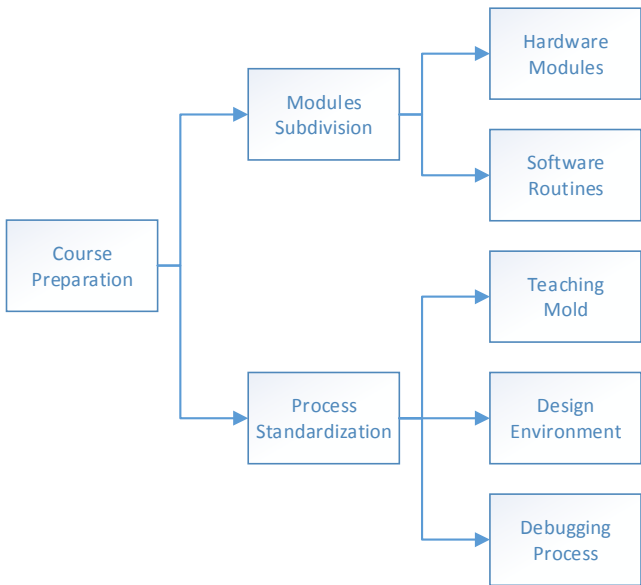 Course
Preparation
Modules
Subdivision
Hardware
Modules
Software
Routines
Process
Standardization
Teaching
Mold
Design
Environment
Debugging
Process